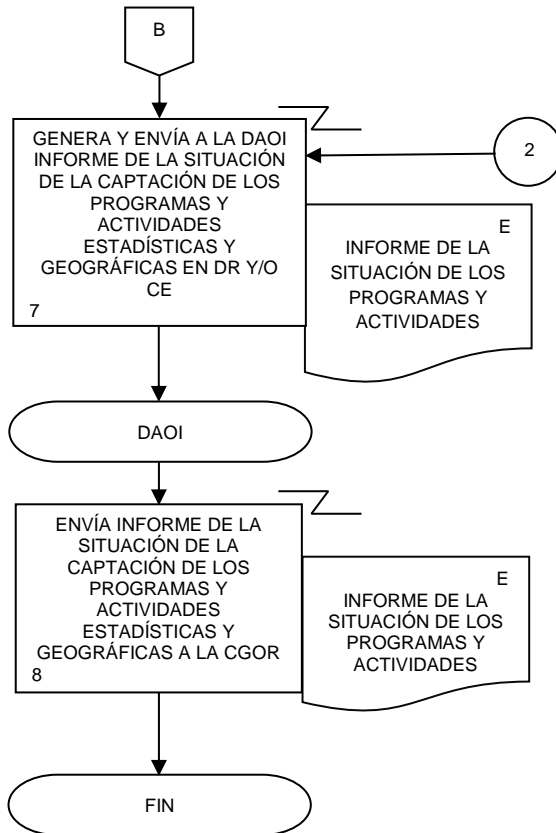 B
GENERA Y ENVÍA A LA DAOI
INFORME DE LA SITUACIÓN
DE LA CAPTACIÓN DE LOS
PROGRAMAS Y
ACTIVIDADES
ESTADÍSTICAS Y
GEOGRÁFICAS EN DR Y/O
CE
7
2
E
INFORME DE LA
SITUACIÓN DE LOS
PROGRAMAS Y
ACTIVIDADES
DAOI
ENVÍA INFORME DE LA
SITUACIÓN DE LA
CAPTACIÓN DE LOS
PROGRAMAS Y
ACTIVIDADES
ESTADÍSTICAS Y
GEOGRÁFICAS A LA CGOR
8
E
INFORME DE LA
SITUACIÓN DE LOS
PROGRAMAS Y
ACTIVIDADES
FIN